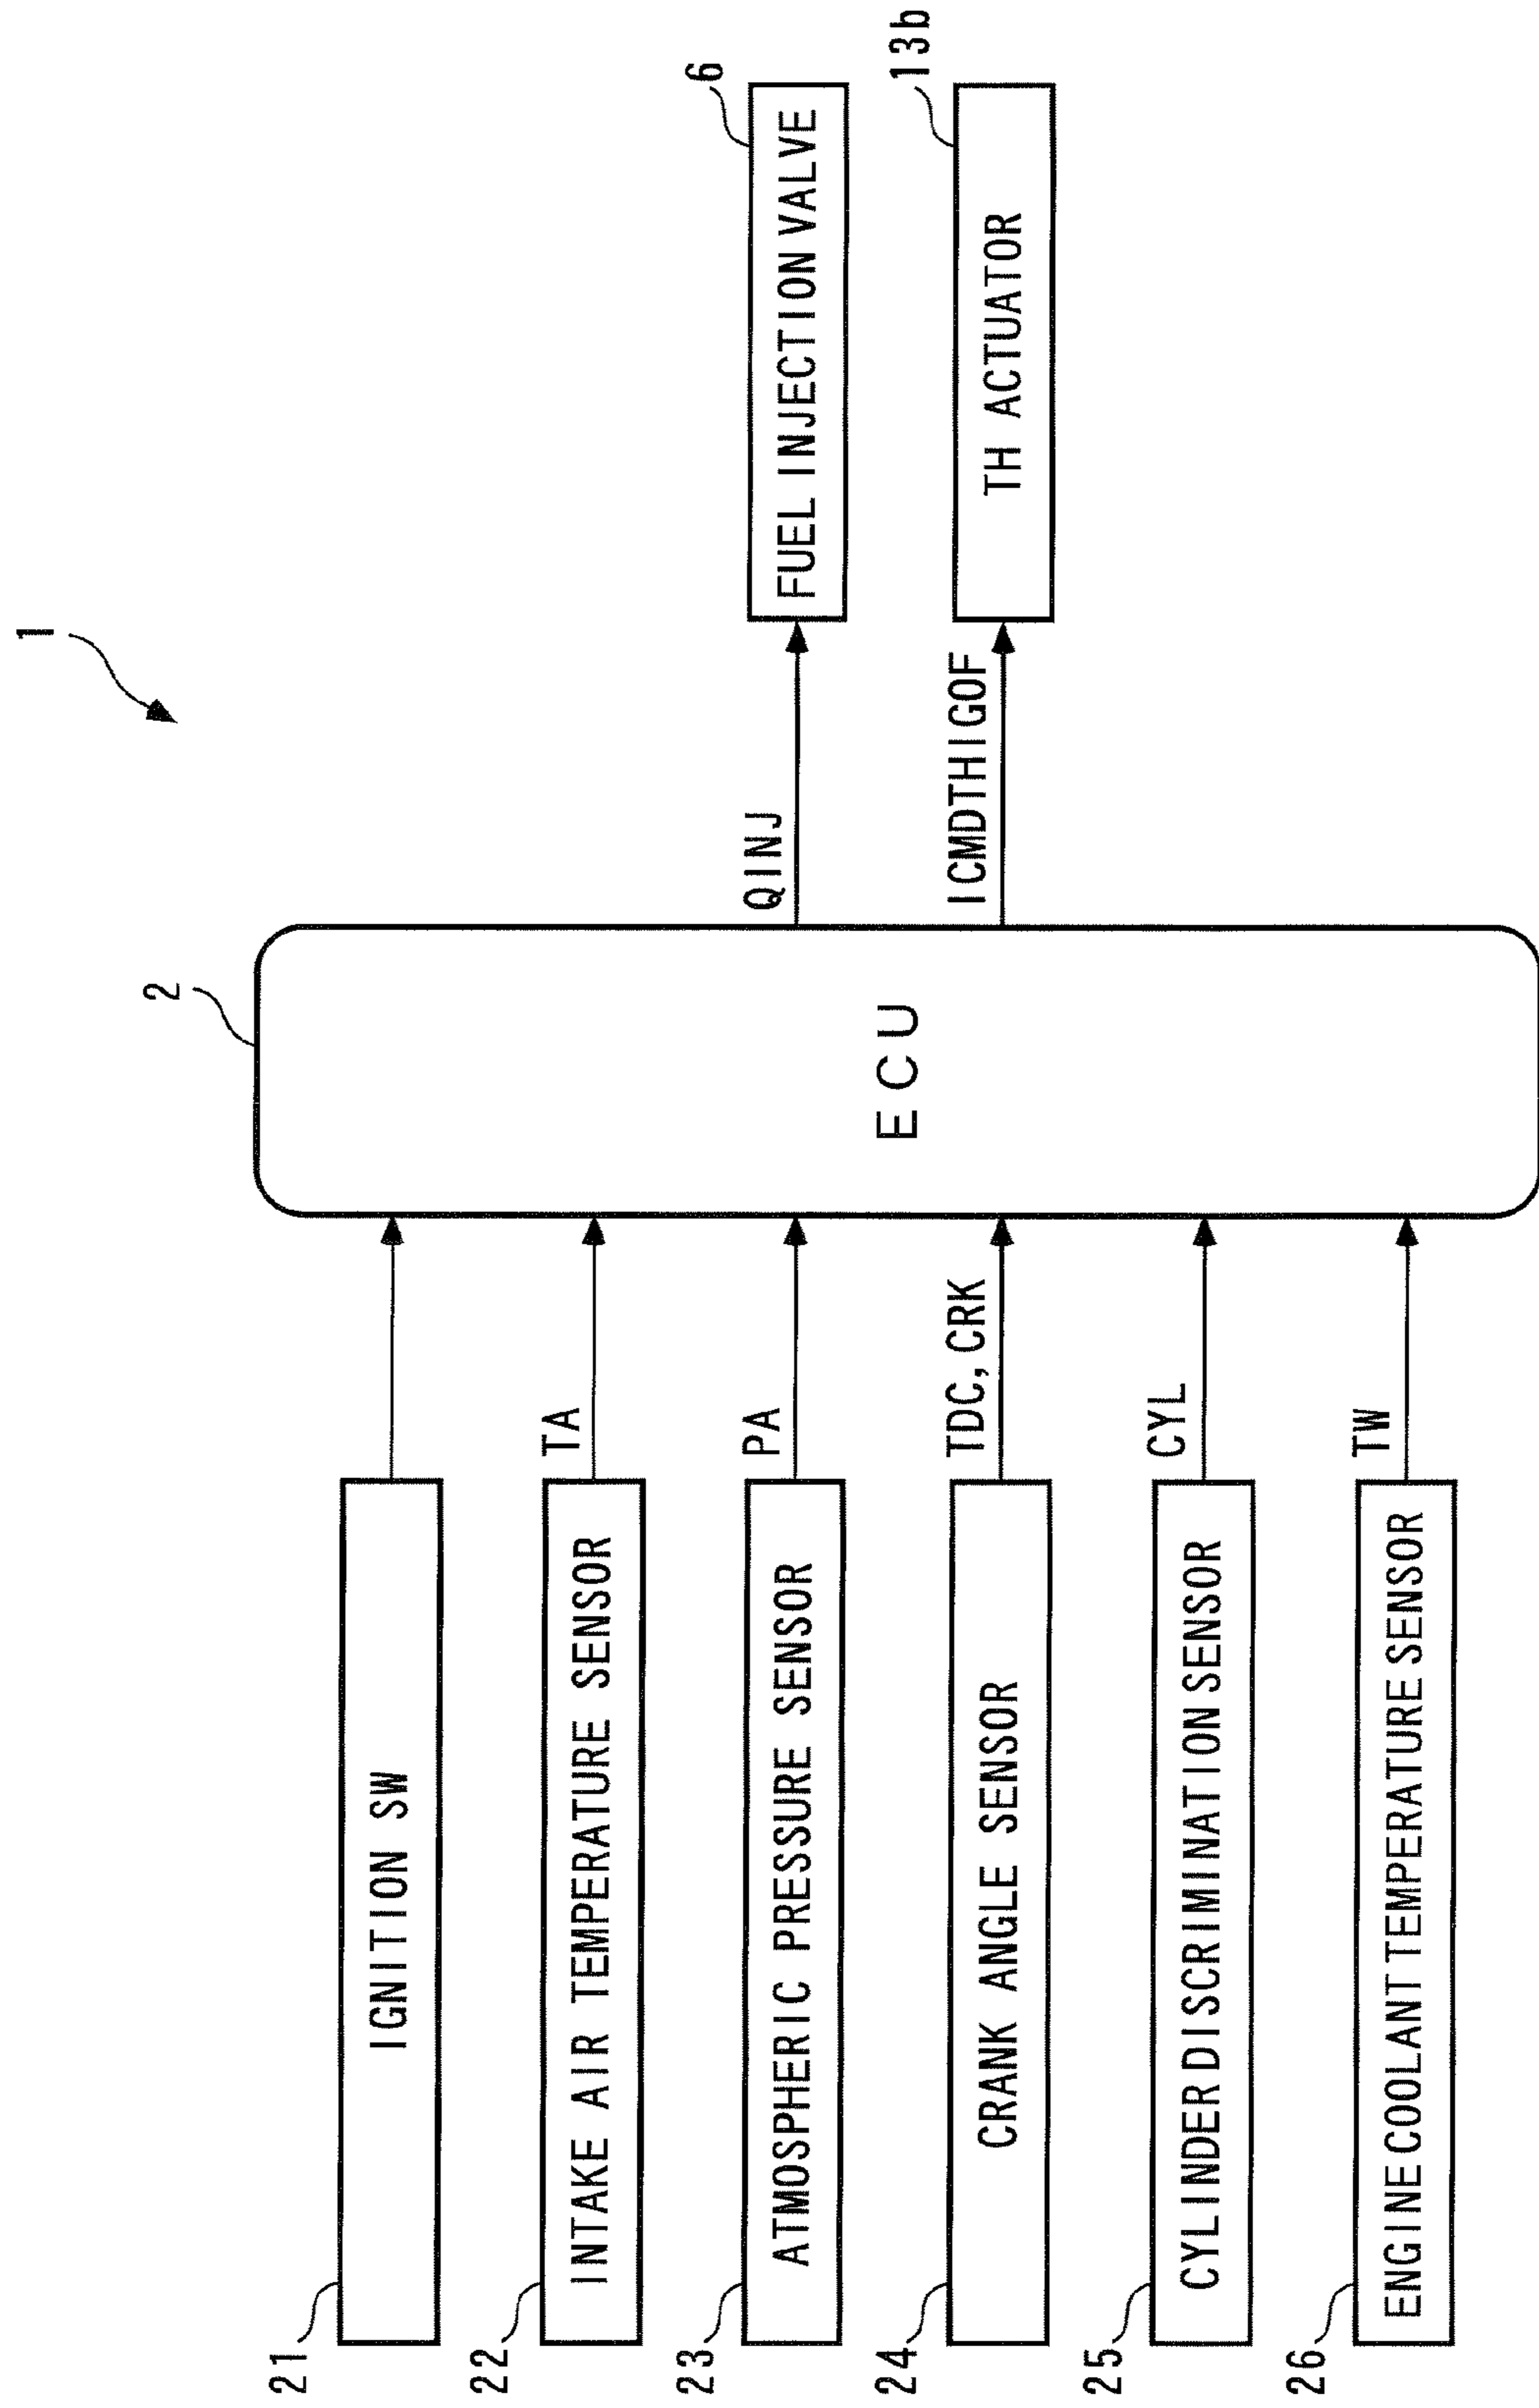 1
2
21
IGNITION SW
22
INTAKE AIR TEMPERATURE SENSOR
TA
23
ATMOSPHERIC PRESSURE SENSOR
PA
24
CRANK ANGLE SENSOR
TDC, CRK
25
CYLINDER DISCRIMINATION SENSOR
CYL
26
ENGINE COOLANT TEMPERATURE SENSOR
TW
ECU
QINJ
6
FUEL INJECTION VALVE
ICMDTHIGOF
13b
TH ACTUATOR